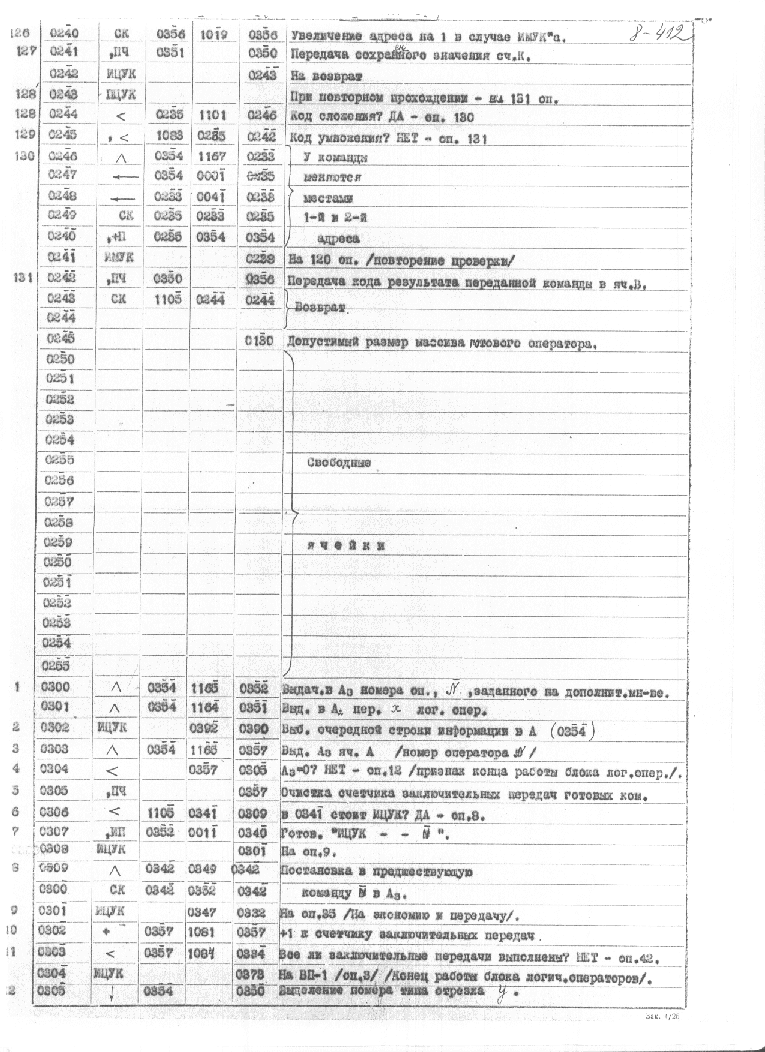 8-412
126 0240̅ СК 0356 1019 0356 Увеличение адреса на 1 в случае ИМУК"п.
127 0241̅ ,ПЧ 0351 0350 Передача сохраненного значения сч.К.
0242̅ ИЦУК 0243̅ На возврат
128 0243̅ ПЦУК При повторном прохождении - на 131 оп.
128 0244̅ < 0235 1101 0246 Код сложения? ДА - оп. 130
129 0245̅ , < 1083 0235 0242̅ Код умножения? НЕТ - оп. 131
130 0246 Λ 0354 1167 0233 У команды
0247 ← 0354 0001̅ 0235 меняются
0248 ← 0233 0041̅ 0233 местами
0249 СК 0235 0233 0235 1-й и 2-й
0240̅ ,+П 0235 0354 0354 адреса
0241̅ ИМУК 0238 На 120 оп. /повторение проверки/
131 0242̅ ,ПЧ 0350 0356 Передача кода результата переданной команды в яч.В.
0243̅ СК 1105̅ 0244̅ 0244̅ Возврат.
0244̅
0245̅ 0130 Допустимый размер массива готового оператора.
0250
0251
0252
0253
0254
0255 Свободные
0256
0257
0258
0259 ячейки
0250̅
0251̅
0252̅
0253̅
0254̅
0255̅
1 0300 Λ 0354̅ 1165̅ 0352̅ Выдач.в А₃ номера оп., N̅ ,заданного на дополнит.мн-ве.
0301 Λ 0354̅ 1164̅ 0351̅ Выд. в А₁ пер. x лог. опер.
2 0302 ИЦУК 0392̅ 0390 Выб. очередной строки информации в А (0354̅)
3 0303 Λ 0354̅ 1165̅ 0357 Выд. А₃ яч. А /номер оператора N/
4 0304 < 0357 0305̅ А₃=0? НЕТ - оп.12 /признак конца работы блока лог.опер./.
5 0305 ,ПЧ 0357 Очистка счетчика заключительных передач готовых ком.
6 0306 < 1105̅ 0341̅ 0309 в 0341̅ стоит ИЦУК? ДА - оп.8.
7 0307 ,ИП 0352̅ 0011̅ 0340̅ Готов. "ИЦУК - - N̅ ".
0308 ИЦУК 0301̅ На оп.9.
8 0309 Λ 0342̅ 0349 0342̅ Постановка в предшествующую
0300̅ СК 0342̅ 0352̅ 0342̅ команду N̅ в А₃.
9 0301̅ ИЦУК 0347 0332 На оп.35 /На экономию и передачу/.
10 0302̅ + 0357 1081 0357 +1 к счетчику заключительных передач.
11 0303̅ < 0357 1084 0334̅ Все ли заключительные передачи выполнены? НЕТ - оп.42.
0304̅ ИЦУК 0373 На БП-1 /оп.3/ /Конец работы блока логич.операторов/.
12 0305̅ ↓ 0354̅ 0350̅ Выделение номера типа отрезка y.